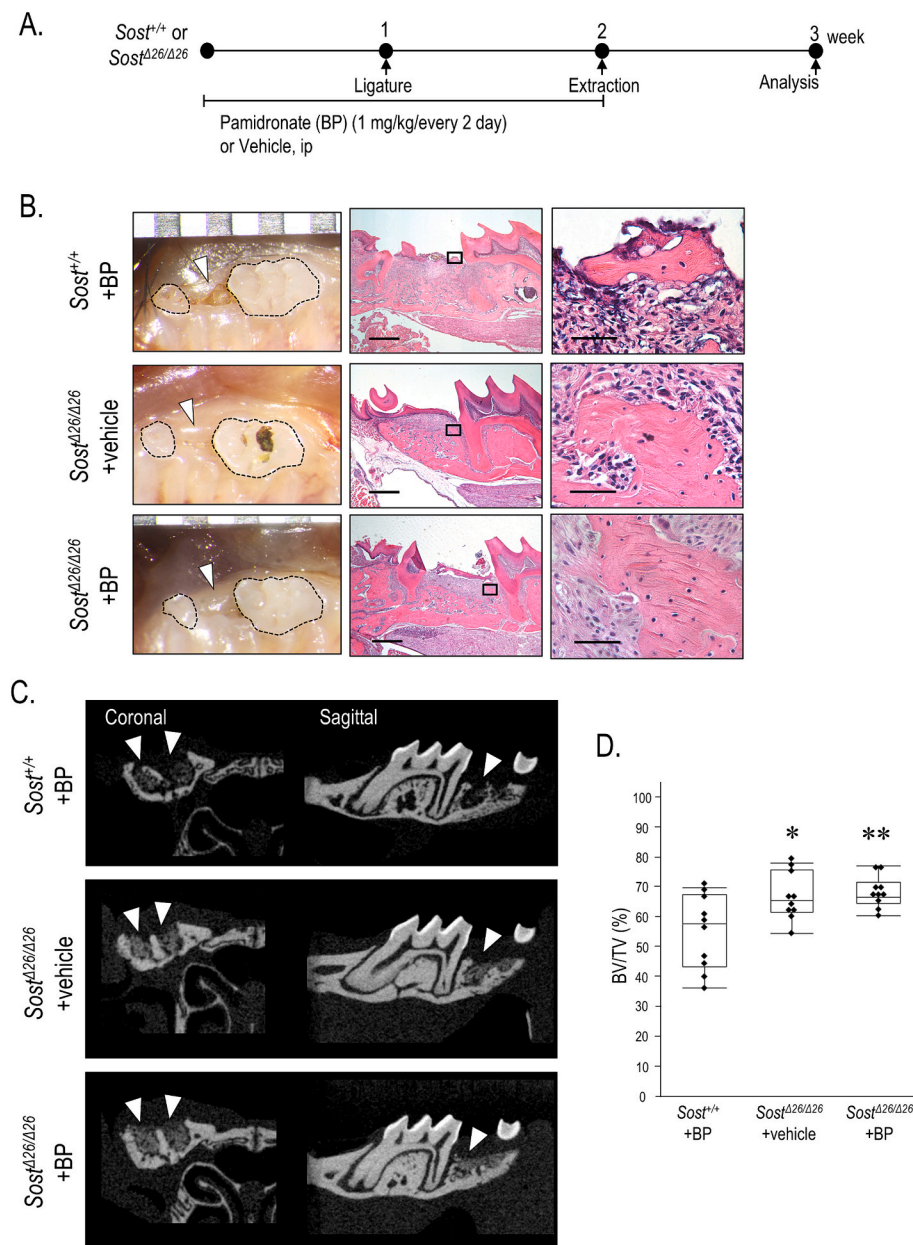 A.
Sost+/+ or
SostΔ26/Δ26
1
2
3 week
Ligature
Extraction
Analysis
Pamidronate (BP) (1 mg/kg/every 2 day)
or Vehicle, ip
B.
Sost+/+
+BP
SostΔ26/Δ26
+vehicle
SostΔ26/Δ26
+BP
C.
Coronal
Sagittal
Sost+/+
+BP
SostΔ26/Δ26
+vehicle
SostΔ26/Δ26
+BP
D.
BV/TV (%)
100
90
80
70
60
50
40
30
20
10
0
*
**
Sost+/+
+BP
SostΔ26/Δ26
+vehicle
SostΔ26/Δ26
+BP